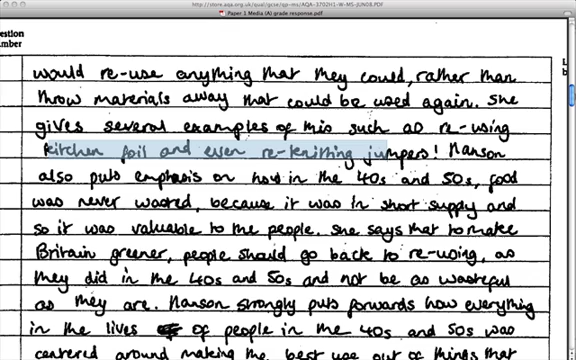 http://store.aqa.org.uk/qual/gcse/qp-ms/AQA-3702H1-W-MS-JUN08.PDF
Paper 1 Media (A) grade response.pdf
estion
mber
L
b
would re-use anything that they could, rather than
throw materials away that could be used again. She
gives several examples of this such as re-using
kitchen foil and even re-knitting jumpers! Hanson
also puts emphasis on how in the 40s and 50s, food
was never wasted, because it was in short supply and
so it was valuable to the people. She says that to make
Britain greener, people should go back to re-using, as
they did in the 40s and 50s and not be as wasteful
as they are. Hanson strongly puts forwards how everything
in the lives of people in the 40s and 50s was
centered around making the best use out of things that